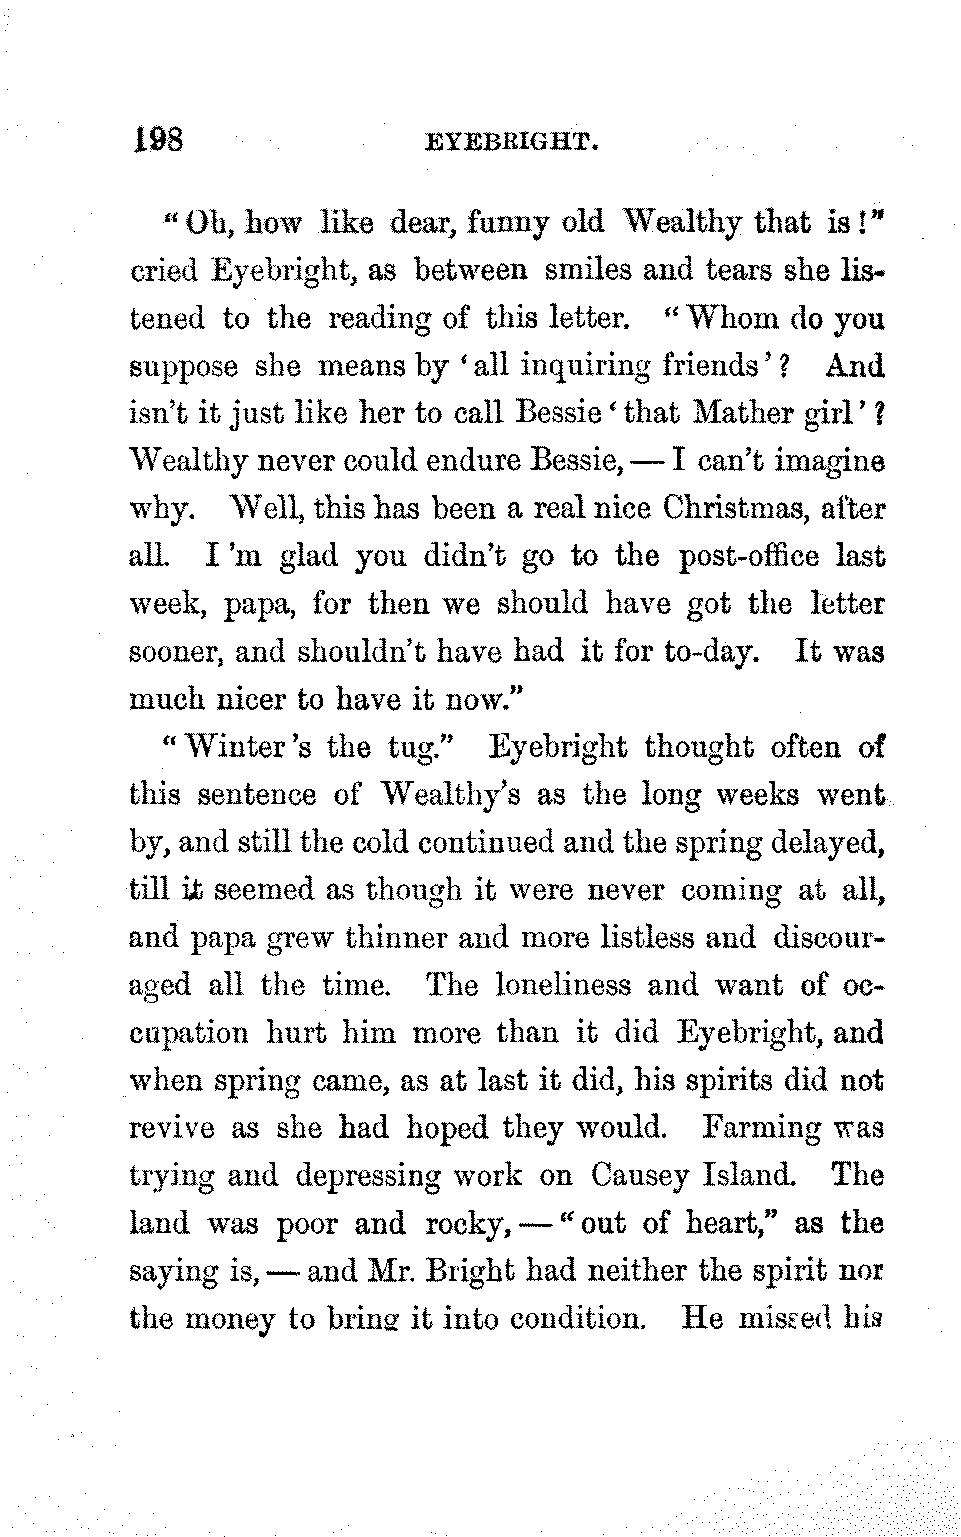 198 EYEBRIGHT.
"Oh, how like dear, funny old Wealthy that is!"
cried Eyebright, as between smiles and tears she lis-
tened to the reading of this letter. "Whom do you
suppose she means by 'all inquiring friends'? And
isn't it just like her to call Bessie 'that Mather girl'?
Wealthy never could endure Bessie,—I can't imagine
why. Well, this has been a real nice Christmas, after
all. I'm glad you didn't go to the post-office last
week, papa, for then we should have got the letter
sooner, and shouldn't have had it for to-day. It was
much nicer to have it now."
"Winter's the tug." Eyebright thought often of
this sentence of Wealthy's as the long weeks went
by, and still the cold continued and the spring delayed,
till it seemed as though it were never coming at all,
and papa grew thinner and more listless and discour-
aged all the time. The loneliness and want of oc-
cupation hurt him more than it did Eyebright, and
when spring came, as at last it did, his spirits did not
revive as she had hoped they would. Farming was
trying and depressing work on Causey Island. The
land was poor and rocky,—"out of heart," as the
saying is,—and Mr. Bright had neither the spirit nor
the money to bring it into condition. He missed his